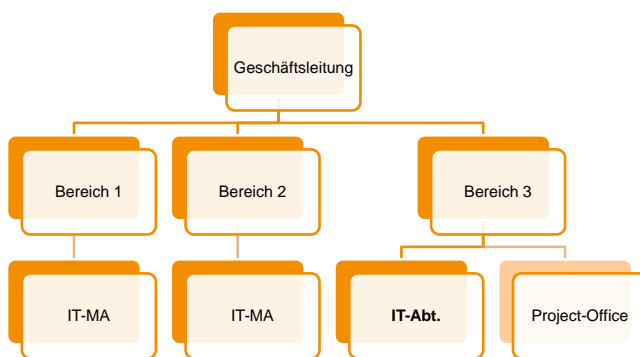 Geschäftsleitung
Bereich 1
Bereich 2
Bereich 3
IT-MA
IT-MA
IT-Abt.
Project-Office